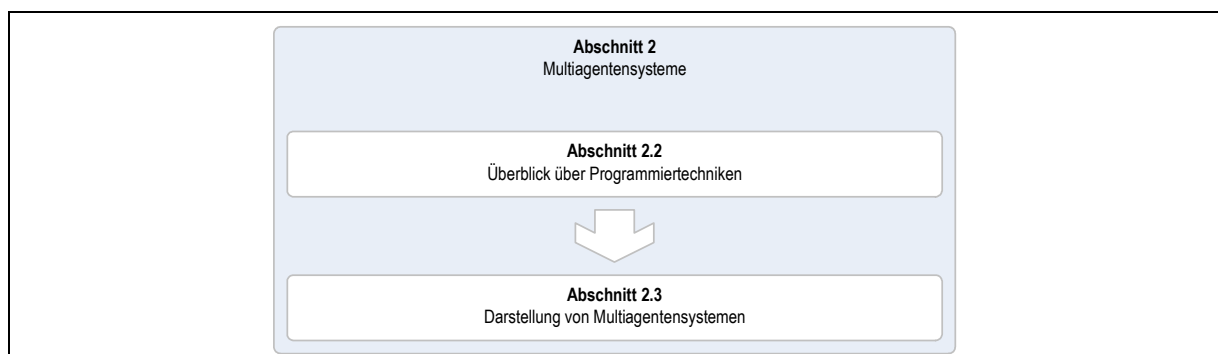 Abschnitt 2
Multiagentensysteme
Abschnitt 2.2
Überblick über Programmiertechniken
Abschnitt 2.3
Darstellung von Multiagentensystemen